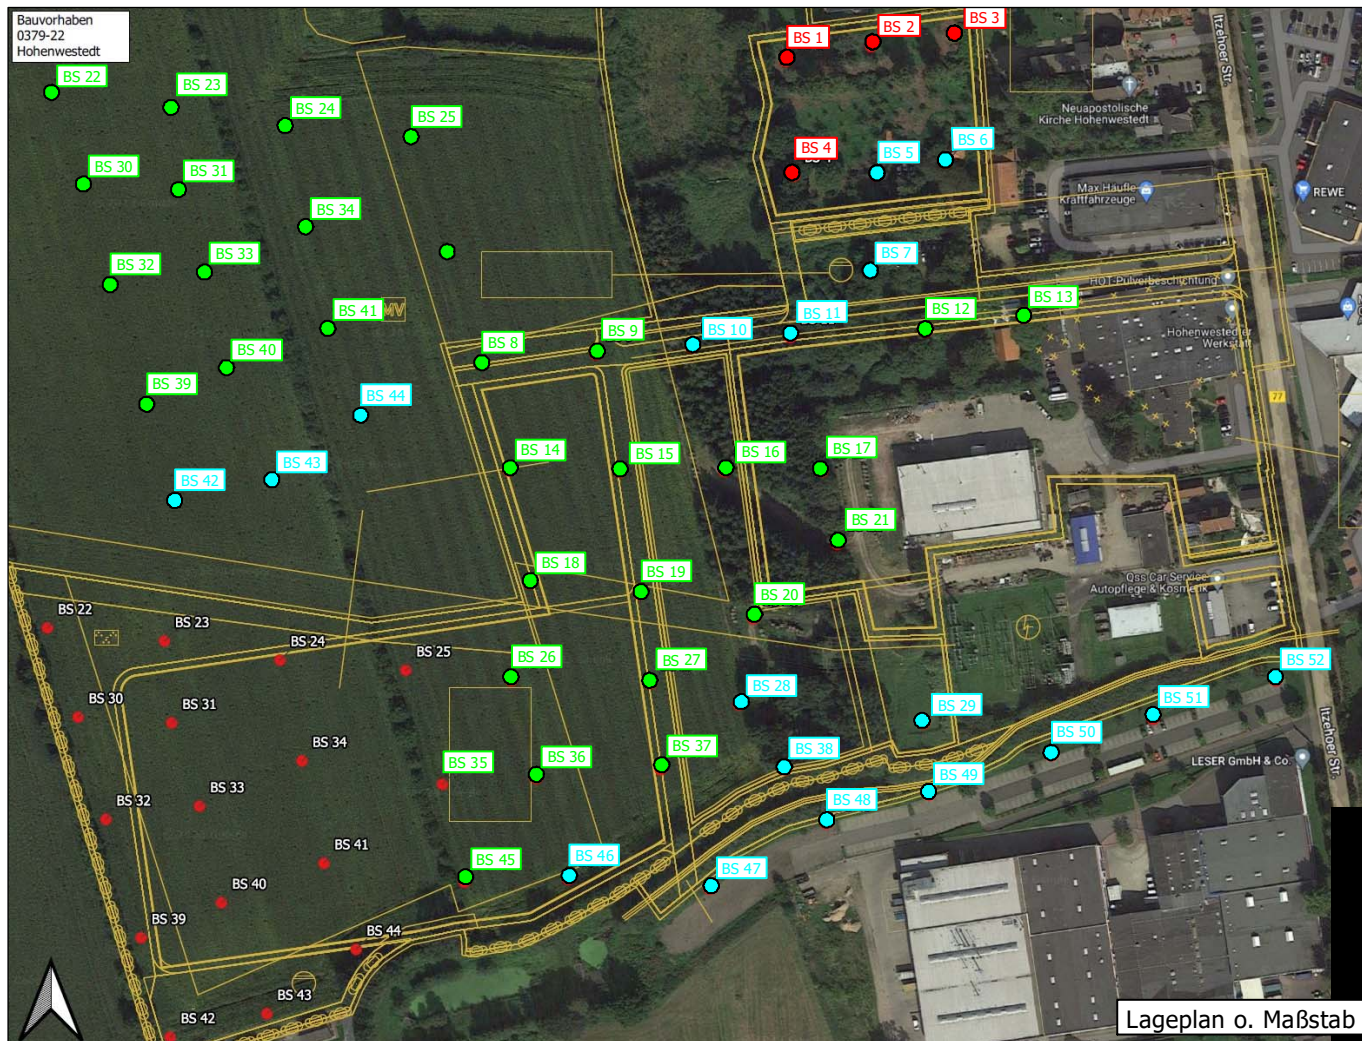 Bauvorhaben
0379-22
Hohenwestedt
BS 1
BS 2
BS 3
Itzehoer Str.
BS 22
BS 23
BS 24
BS 25
Neuapostolische
Kirche Hohenwestedt
BS 4
BS 5
BS 6
BS 30
BS 31
Max Häufle
Kraftfahrzeuge
REWE
BS 34
BS 32
BS 33
BS 7
HOT-Pulverbeschichtung
BS 41
MV
BS 8
BS 9
BS 10
BS 11
BS 12
BS 13
Hohenwestedter
Werkstatt
BS 40
BS 39
BS 44
77
BS 14
BS 15
BS 16
BS 17
BS 43
BS 42
BS 21
BS 18
BS 19
BS 20
Qss Car Service
Autopflege & Kosmetik
BS 22
BS 23
BS 24
BS 25
BS 26
BS 27
BS 28
BS 29
BS 52
BS 51
BS 50
BS 30
BS 31
BS 34
BS 35
BS 36
BS 37
BS 38
BS 49
BS 48
LESER GmbH & Co.
Itzehoer Str.
BS 32
BS 33
BS 41
BS 45
BS 46
BS 47
BS 40
BS 39
BS 44
BS 43
BS 42
Lageplan o. Maßstab